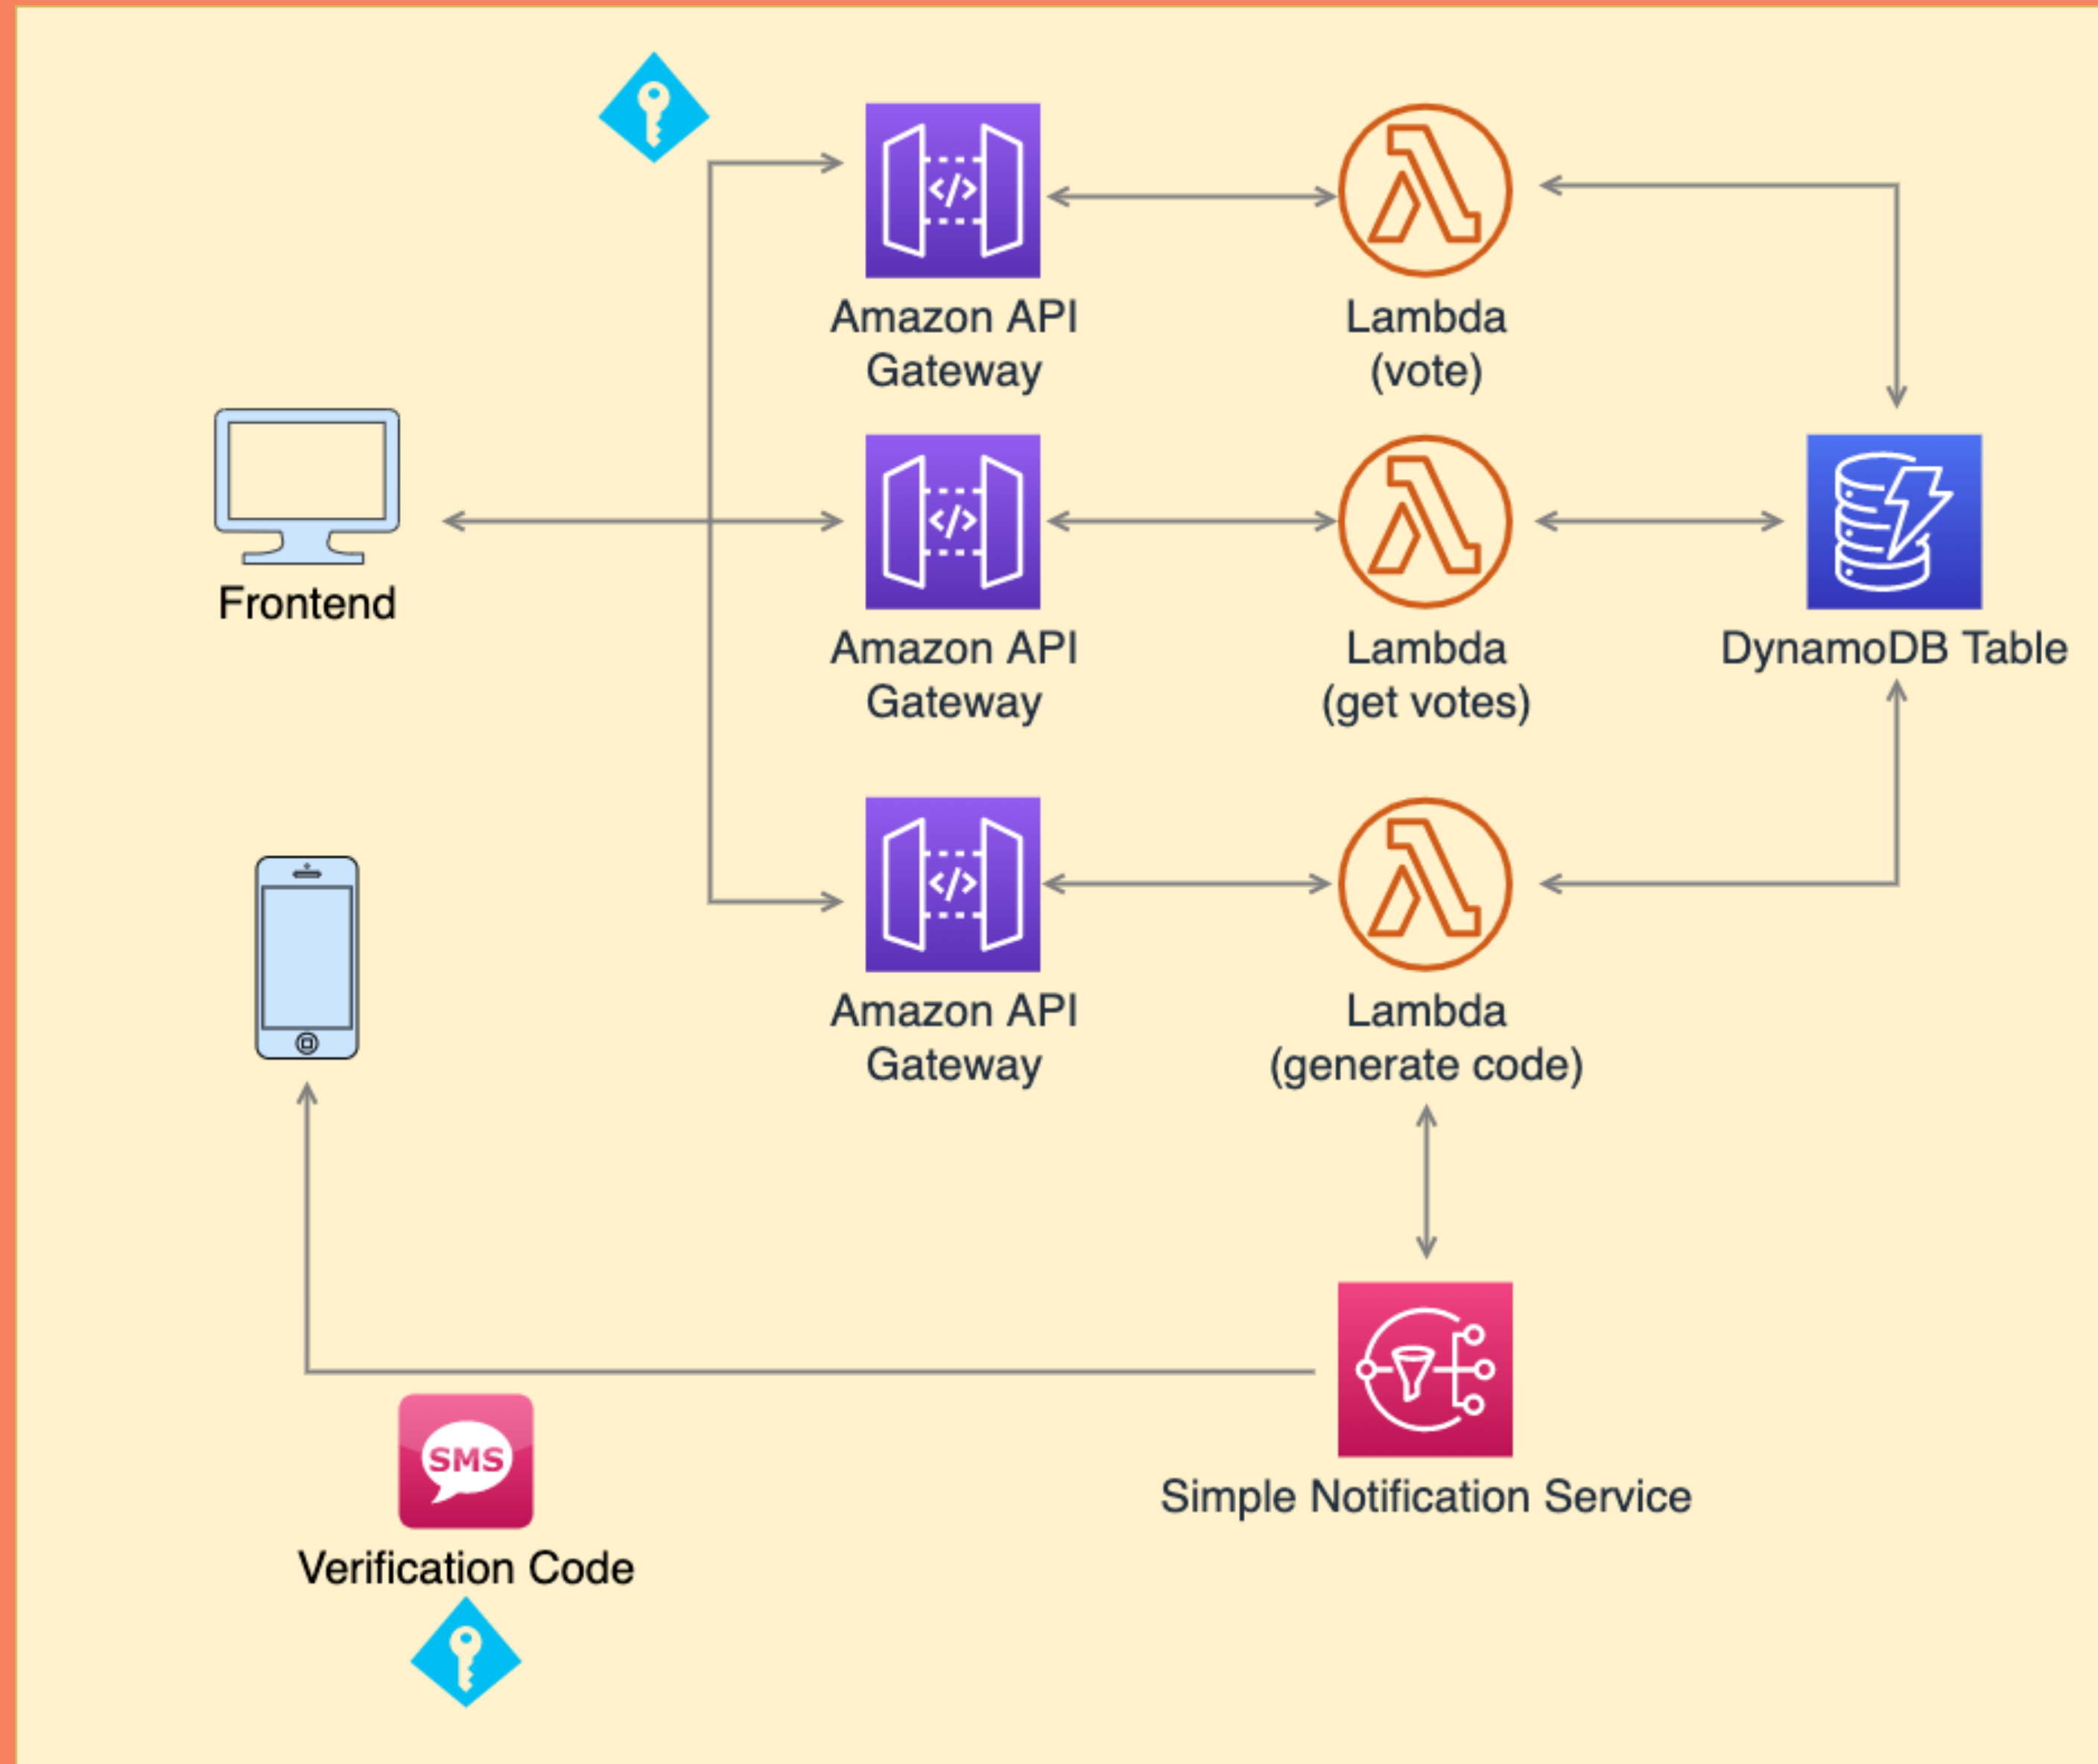 </>
Amazon API
Gateway
Lambda
(vote)
Frontend
</>
Amazon API
Gateway
Lambda
(get votes)
DynamoDB Table
</>
Amazon API
Gateway
Lambda
(generate code)
SMS
Verification Code
Simple Notification Service